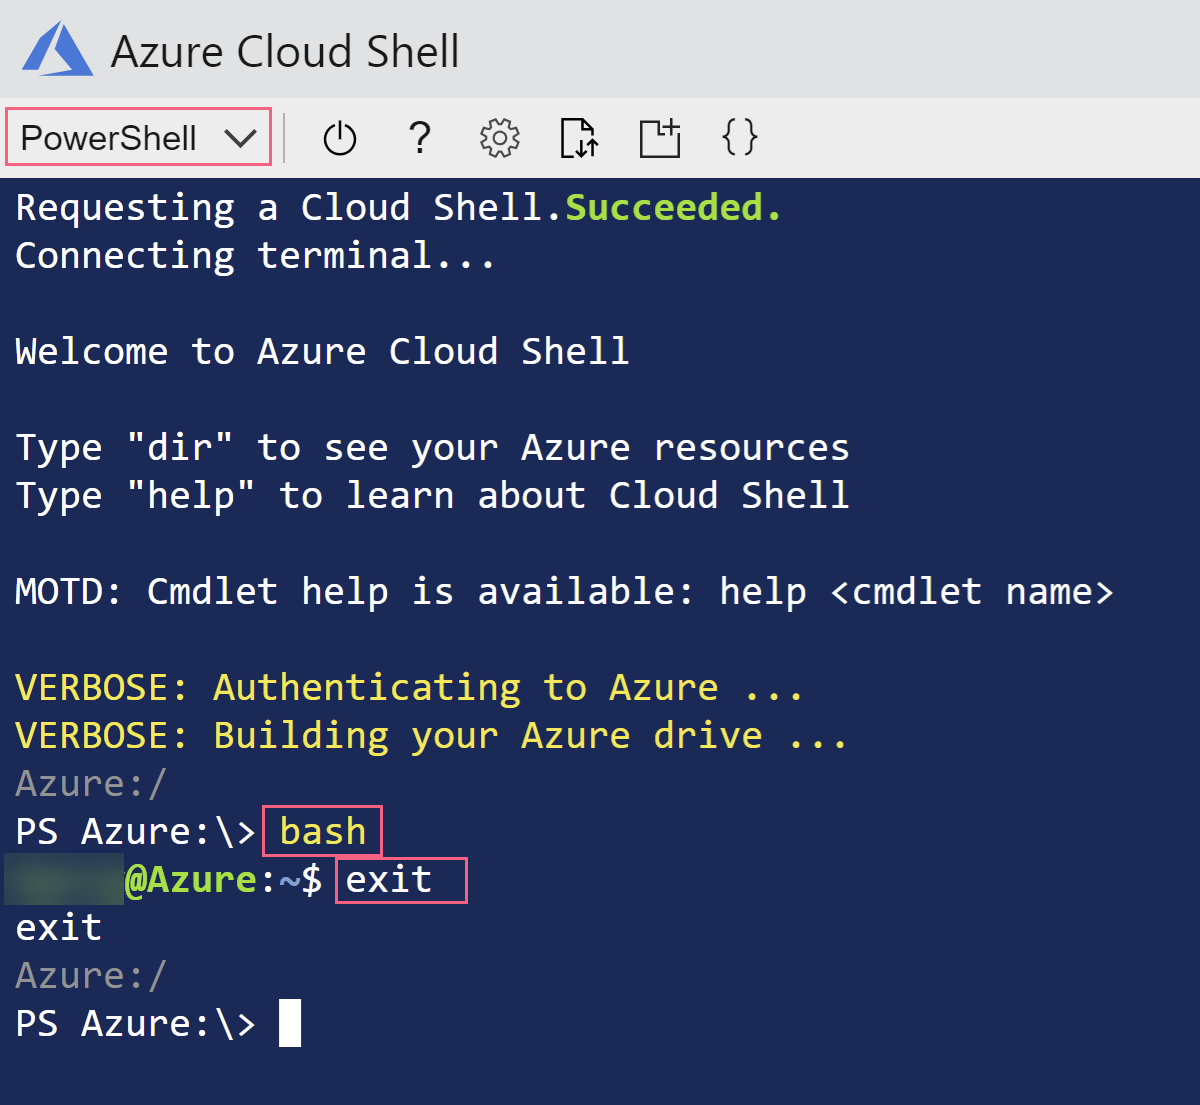 Azure Cloud Shell
PowerShell
?
{}
Requesting a Cloud Shell.Succeeded.
Connecting terminal...
Welcome to Azure Cloud Shell
Type "dir" to see your Azure resources
Type "help" to learn about Cloud Shell
MOTD: Cmdlet help is available: help <cmdlet name>
VERBOSE: Authenticating to Azure ...
VERBOSE: Building your Azure drive ...
Azure:/
PS Azure:\> bash
@Azure:~$ exit
exit
Azure:/
PS Azure:\>